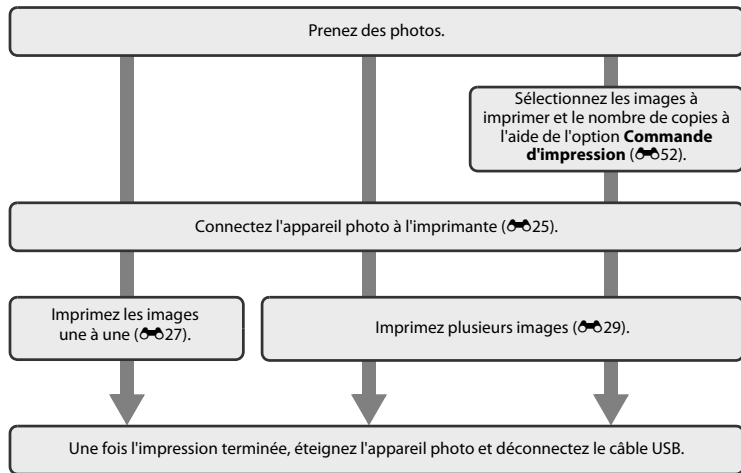 Prenez des photos.
Sélectionnez les images à
imprimer et le nombre de copies à
l'aide de l'option Commande
d'impression (52).
Connectez l'appareil photo à l'imprimante (25).
Imprimez les images
une à une (27).
Imprimez plusieurs images (29).
Une fois l'impression terminée, éteignez l'appareil photo et déconnectez le câble USB.